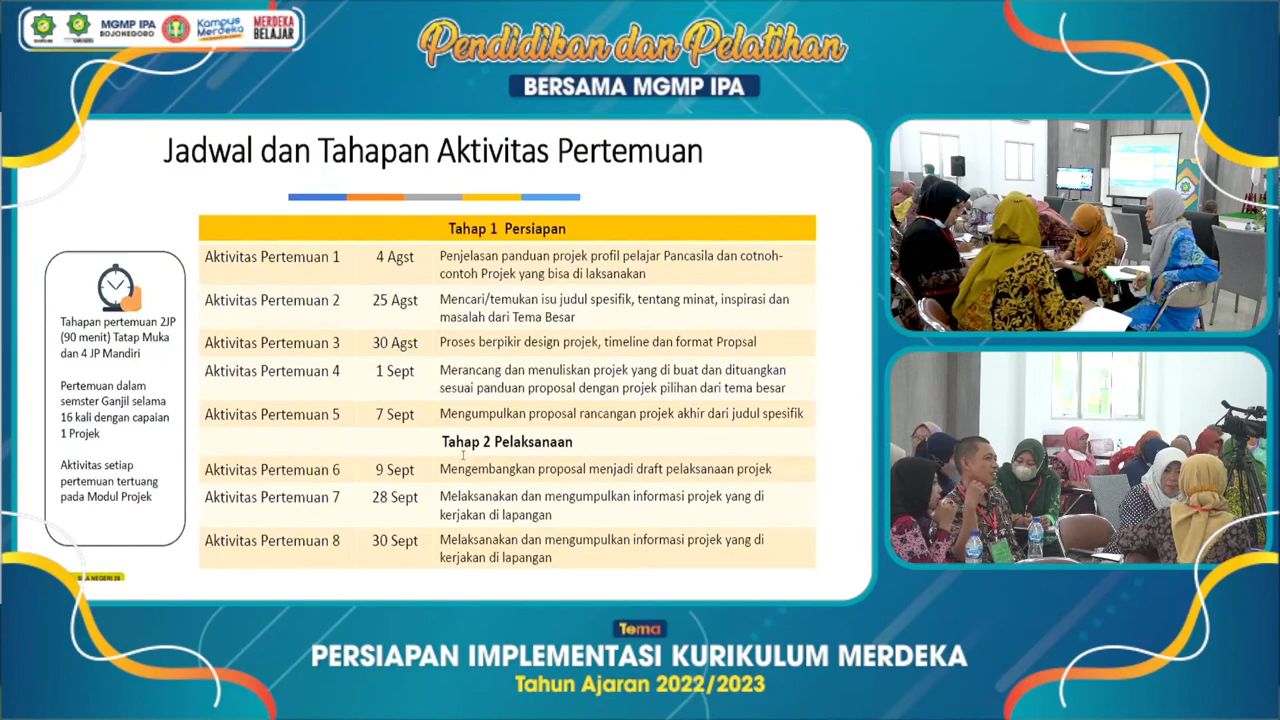 MGMP IPA
BOJONEGORO
Kampus
Merdeka
MERDEKA
BELAJAR
Pendidikan dan Pelatihan
BERSAMA MGMP IPA
Jadwal dan Tahapan Aktivitas Pertemuan
Tahapan pertemuan 2JP
(90 menit) Tatap Muka
dan 4 JP Mandiri
Pertemuan dalam
semster Ganjil selama
16 kali dengan capaian
1 Projek
Aktivitas setiap
pertemuan tertuang
pada Modul Projek
Tahap 1 Persiapan
Aktivitas Pertemuan 1 4 Agst Penjelasan panduan projek profil pelajar Pancasila dan cotnoh-
contoh Projek yang bisa di laksanakan
Aktivitas Pertemuan 2 25 Agst Mencari/temukan isu judul spesifik, tentang minat, inspirasi dan
masalah dari Tema Besar
Aktivitas Pertemuan 3 30 Agst Proses berpikir design projek, timeline dan format Propsal
Aktivitas Pertemuan 4 1 Sept Merancang dan menuliskan projek yang di buat dan dituangkan
sesuai panduan proposal dengan projek pilihan dari tema besar
Aktivitas Pertemuan 5 7 Sept Mengumpulkan proposal rancangan projek akhir dari judul spesifik
Tahap 2 Pelaksanaan
Aktivitas Pertemuan 6 9 Sept Mengembangkan proposal menjadi draft pelaksanaan projek
Aktivitas Pertemuan 7 28 Sept Melaksanakan dan mengumpulkan informasi projek yang di
kerjakan di lapangan
Aktivitas Pertemuan 8 30 Sept Melaksanakan dan mengumpulkan informasi projek yang di
kerjakan di lapangan
NEGERI 28
Tema
PERSIAPAN IMPLEMENTASI KURIKULUM MERDEKA
Tahun Ajaran 2022/2023